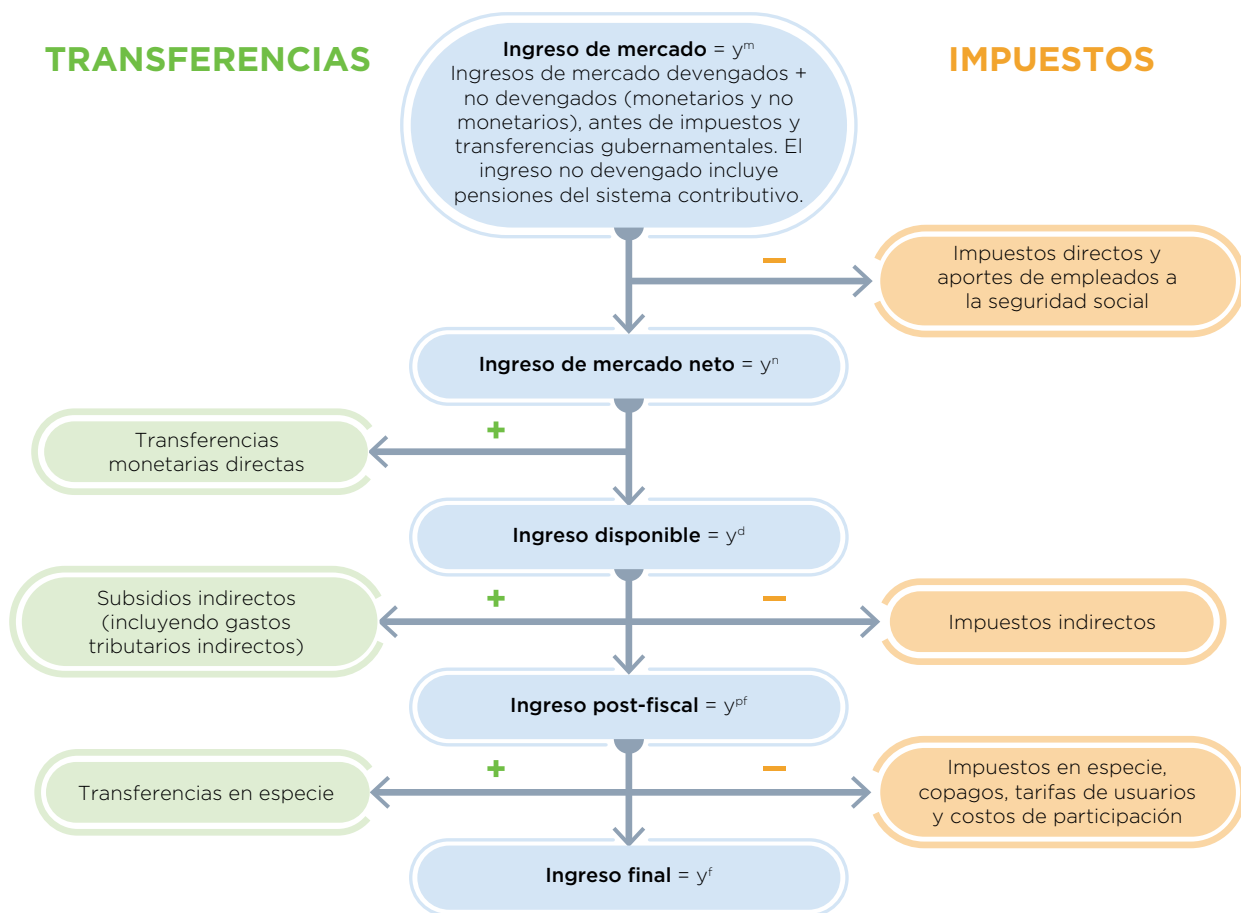 TRANSFERENCIAS
IMPUESTOS
Ingreso de mercado = yᵐ
Ingresos de mercado devengados +
no devengados (monetarios y no
monetarios), antes de impuestos y
transferencias gubernamentales. El
ingreso no devengado incluye
pensiones del sistema contributivo.
−
Impuestos directos y
aportes de empleados a
la seguridad social
Ingreso de mercado neto = yⁿ
+
Transferencias
monetarias directas
Ingreso disponible = yᵈ
+
−
Subsidios indirectos
(incluyendo gastos
tributarios indirectos)
Impuestos indirectos
Ingreso post-fiscal = yᵖᶠ
+
−
Transferencias en especie
Impuestos en especie,
copagos, tarifas de usuarios
y costos de participación
Ingreso final = yᶠ